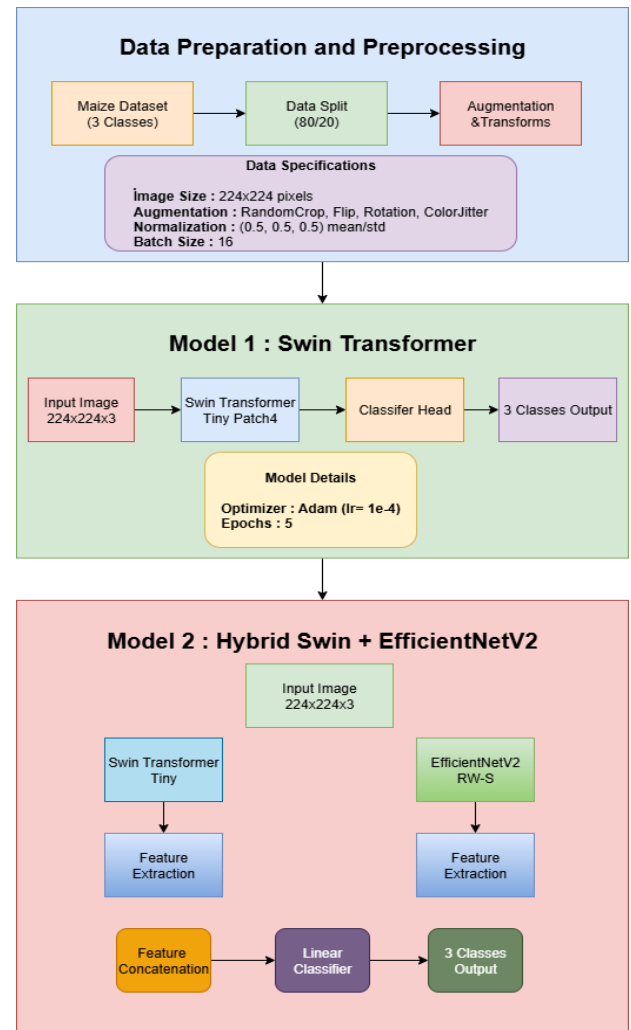 Data Preparation and Preprocessing
Maize Dataset
(3 Classes)
Data Split
(80/20)
Augmentation
&Transforms
Data Specifications
İmage Size : 224x224 pixels
Augmentation : RandomCrop, Flip, Rotation, ColorJitter
Normalization : (0.5, 0.5, 0.5) mean/std
Batch Size : 16
Model 1 : Swin Transformer
Input Image
224x224x3
Swin Transformer
Tiny Patch4
Classifer Head
3 Classes Output
Model Details
Optimizer : Adam (lr= 1e-4)
Epochs : 5
Model 2 : Hybrid Swin + EfficientNetV2
Input Image
224x224x3
Swin Transformer
Tiny
EfficientNetV2
RW-S
Feature
Extraction
Feature
Extraction
Feature
Concatenation
Linear
Classifier
3 Classes
Output